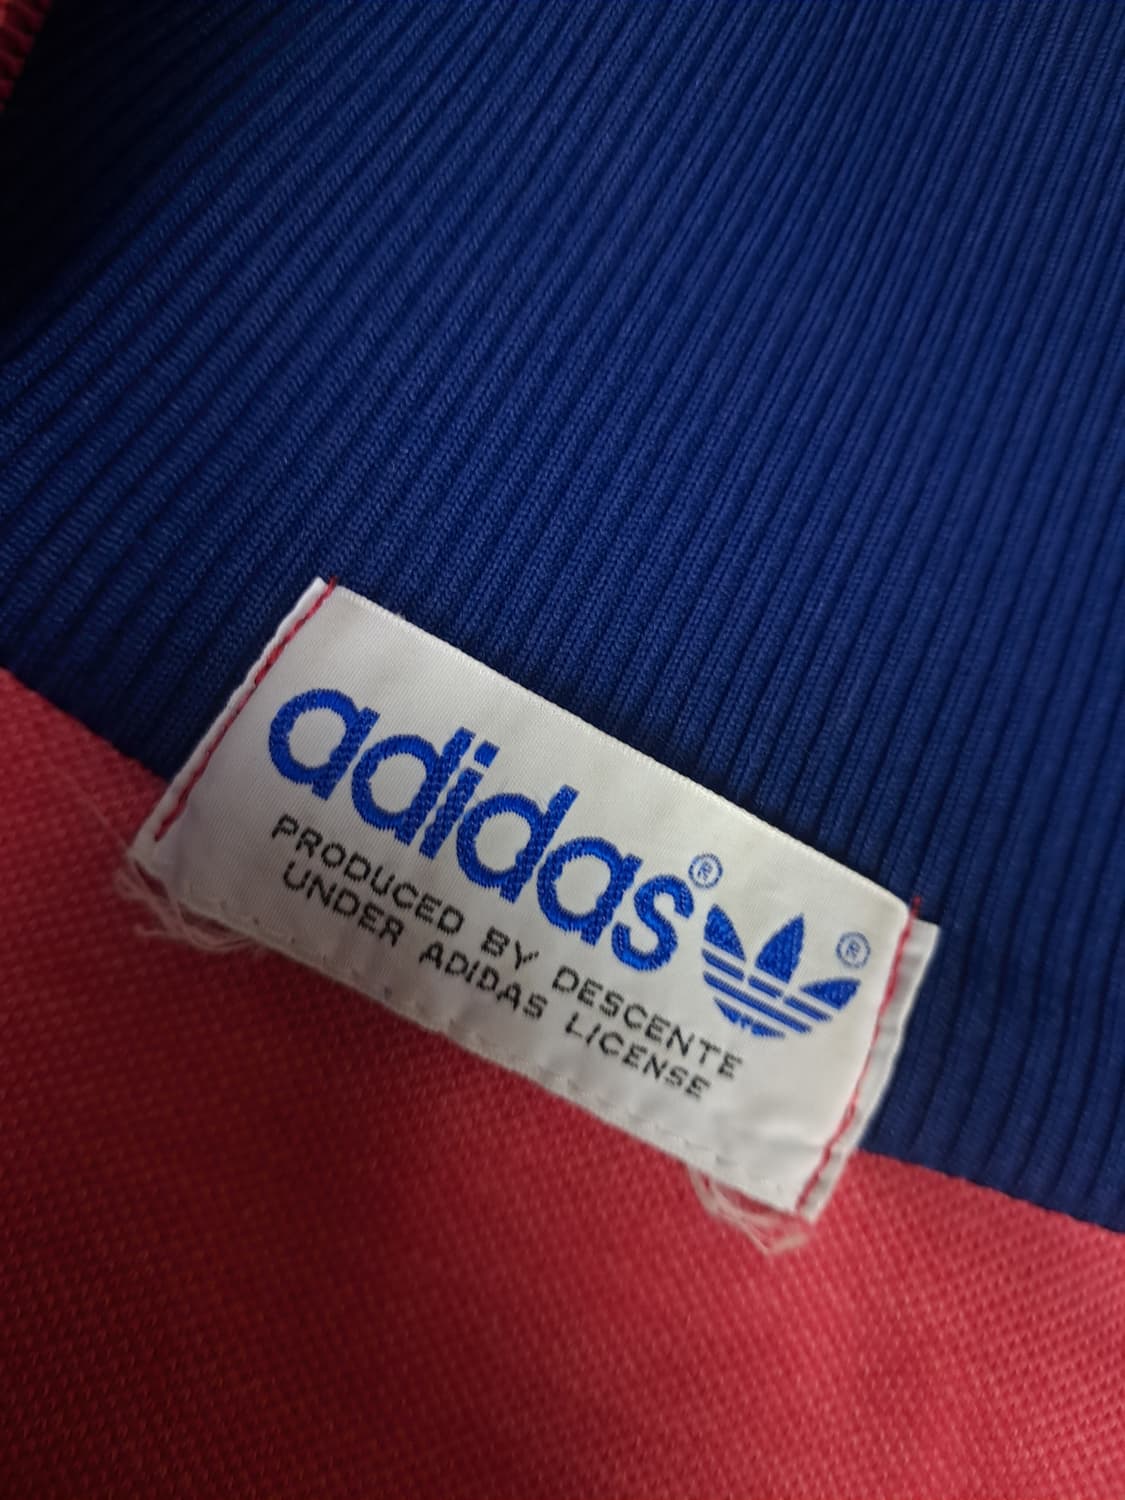 adidas®
®
PRODUCED BY DESCENTE
UNDER ADIDAS LICENSE